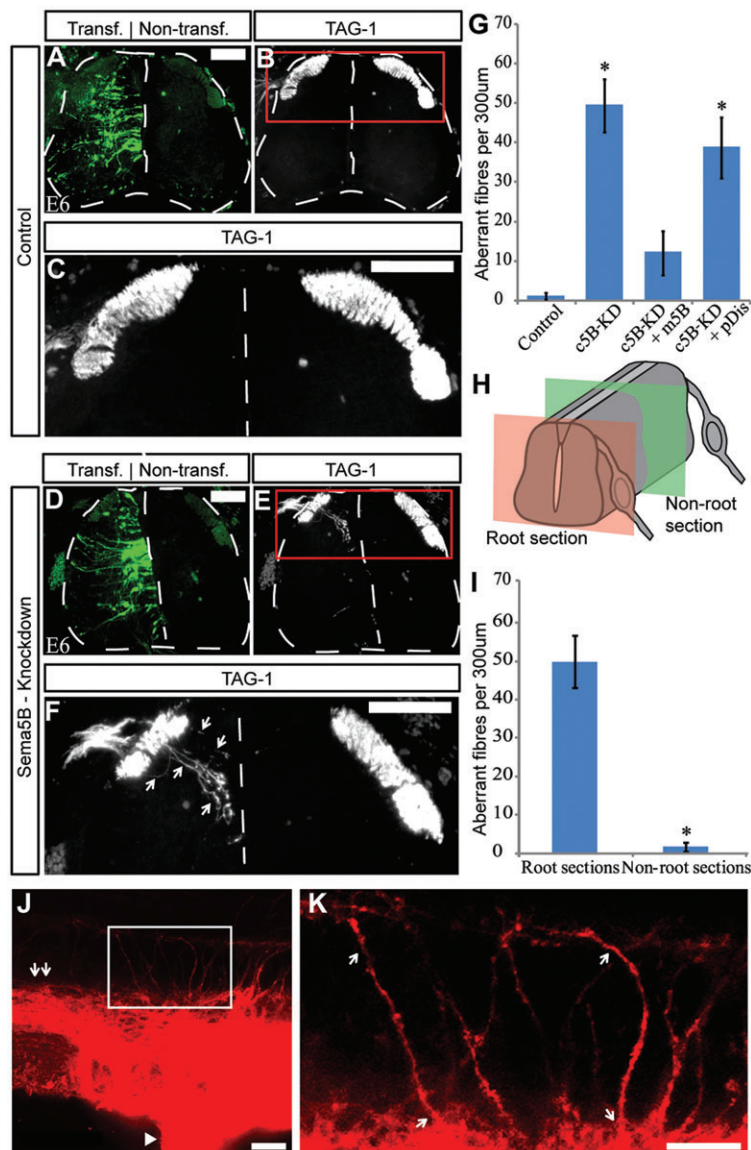 Transf. | Non-transf.
TAG-1
A
B
E6
Control
TAG-1
C
Transf. | Non-transf.
TAG-1
D
E
E6
Sema5B - Knockdown
TAG-1
F
G
Aberrant fibres per 300um
70
60
50
40
30
20
10
0
*
*
Control
c5B-KD
c5B-KD
+ m5B
c5B-KD
+ pDis
H
Non-root
section
Root section
I
Aberrant fibres per 300um
70
60
50
40
30
20
10
0
*
Root sections
Non-root sections
J
K